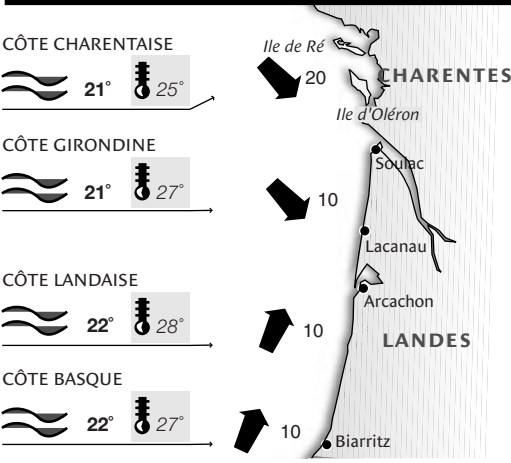 CÔTE CHARENTAISE
21° 25°
Ile de Ré
20
CHARENTES
Ile d'Oléron
CÔTE GIRONDINE
21° 27°
10
Soulac
Lacanau
CÔTE LANDAISE
22° 28°
10
Arcachon
LANDES
CÔTE BASQUE
22° 27°
10
Biarritz